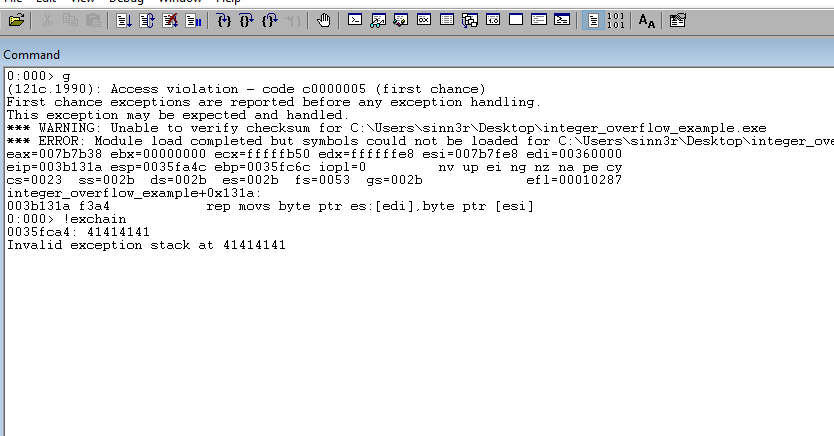 Command
0:000> g
(121c.1990): Access violation - code c0000005 (first chance)
First chance exceptions are reported before any exception handling.
This exception may be expected and handled.
*** WARNING: Unable to verify checksum for C:\Users\sinn3r\Desktop\integer_overflow_example.exe
*** ERROR: Module load completed but symbols could not be loaded for C:\Users\sinn3r\Desktop\integer_ove
eax=007b7b38 ebx=00000000 ecx=fffffb50 edx=ffffffe8 esi=007b7fe8 edi=00360000
eip=003b131a esp=0035fa4c ebp=0035fc6c iopl=0 nv up ei ng nz na pe cy
cs=0023 ss=002b ds=002b es=002b fs=0053 gs=002b efl=00010287
integer_overflow_example+0x131a:
003b131a f3a4 rep movs byte ptr es:[edi],byte ptr [esi]
0:000> !exchain
0035fca4: 41414141
Invalid exception stack at 41414141